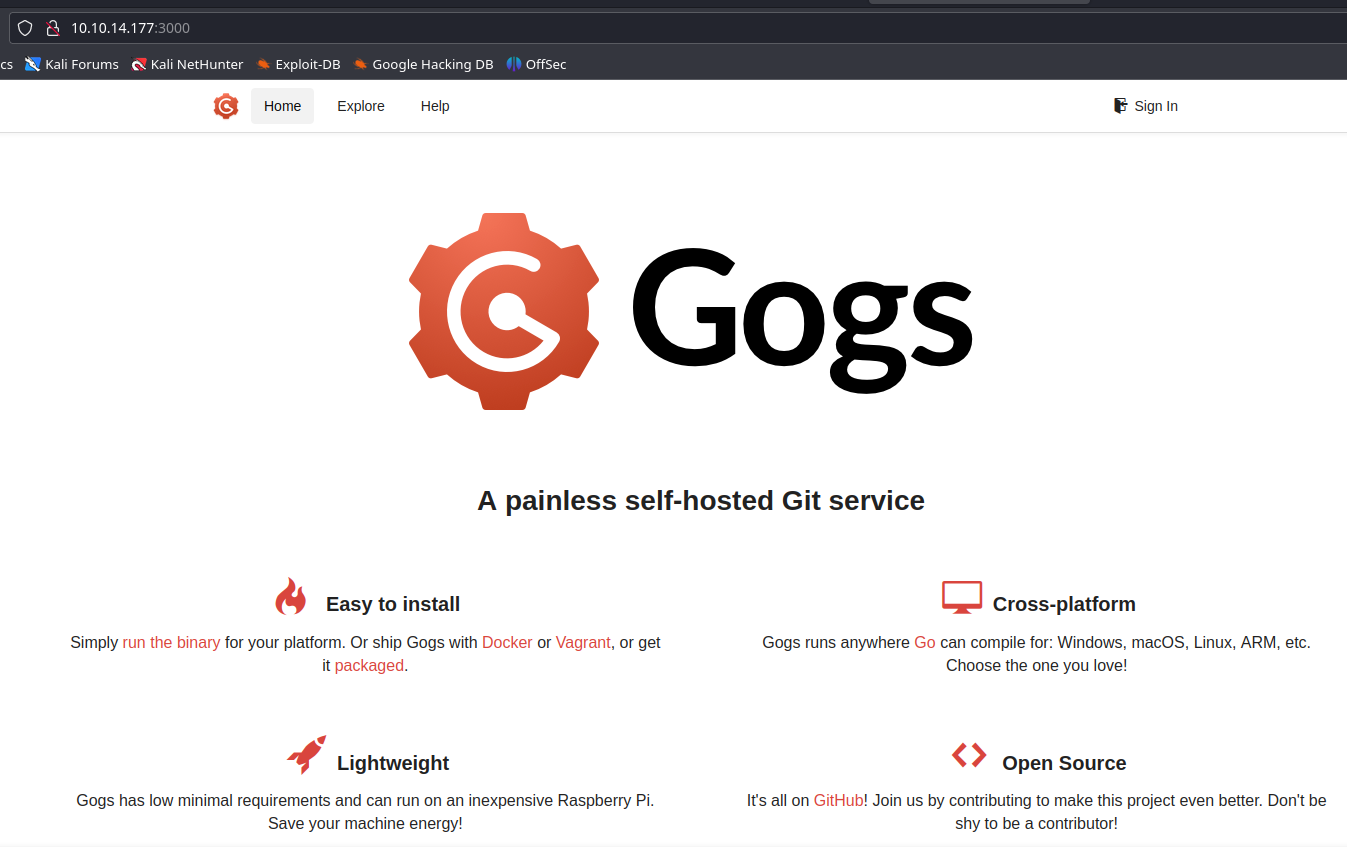 10.10.14.177:3000
cs Kali Forums Kali NetHunter Exploit-DB Google Hacking DB OffSec
Home Explore Help Sign In
Gogs
A painless self-hosted Git service
Easy to install
Simply run the binary for your platform. Or ship Gogs with Docker or Vagrant, or get
it packaged.
Cross-platform
Gogs runs anywhere Go can compile for: Windows, macOS, Linux, ARM, etc.
Choose the one you love!
Lightweight
Gogs has low minimal requirements and can run on an inexpensive Raspberry Pi.
Save your machine energy!
Open Source
It's all on GitHub! Join us by contributing to make this project even better. Don't be
shy to be a contributor!